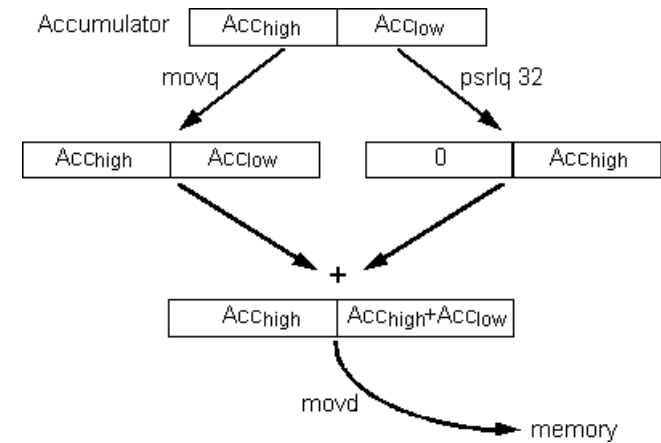 Accumulator Acchigh Acclow
movq psrlq 32
Acchigh Acclow 0 Acchigh
+
Acchigh Acchigh+Acclow
movd
memory